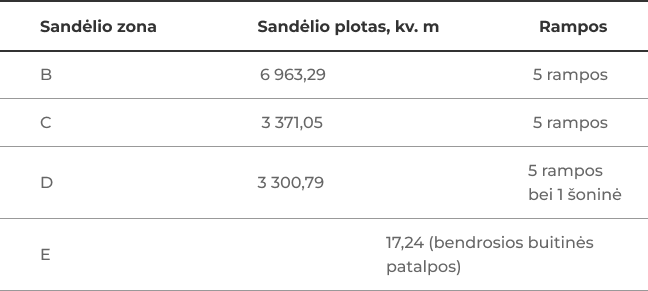 Sandėlio zona Sandėlio plotas, kv. m Rampos
B 6 963,29 5 rampos
C 3 371,05 5 rampos
D 3 300,79 5 rampos
bei 1 šoninė
E 17,24 (bendrosios buitinės
patalpos)